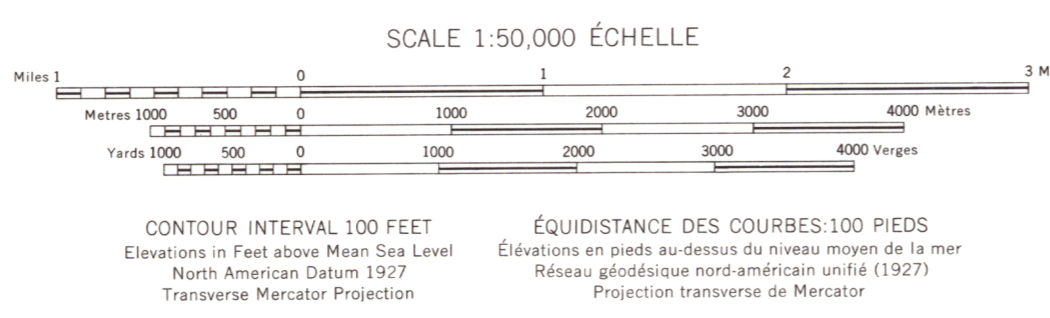 SCALE 1:50,000 ÉCHELLE
Miles 1 0 1 2 3 M
Metres 1000 500 0 1000 2000 3000 4000 Mètres
Yards 1000 500 0 1000 2000 3000 4000 Verges
CONTOUR INTERVAL 100 FEET
Elevations in Feet above Mean Sea Level
North American Datum 1927
Transverse Mercator Projection
ÉQUIDISTANCE DES COURBES:100 PIEDS
Élévations en pieds au-dessus du niveau moyen de la mer
Réseau géodésique nord-américain unifié (1927)
Projection transverse de Mercator